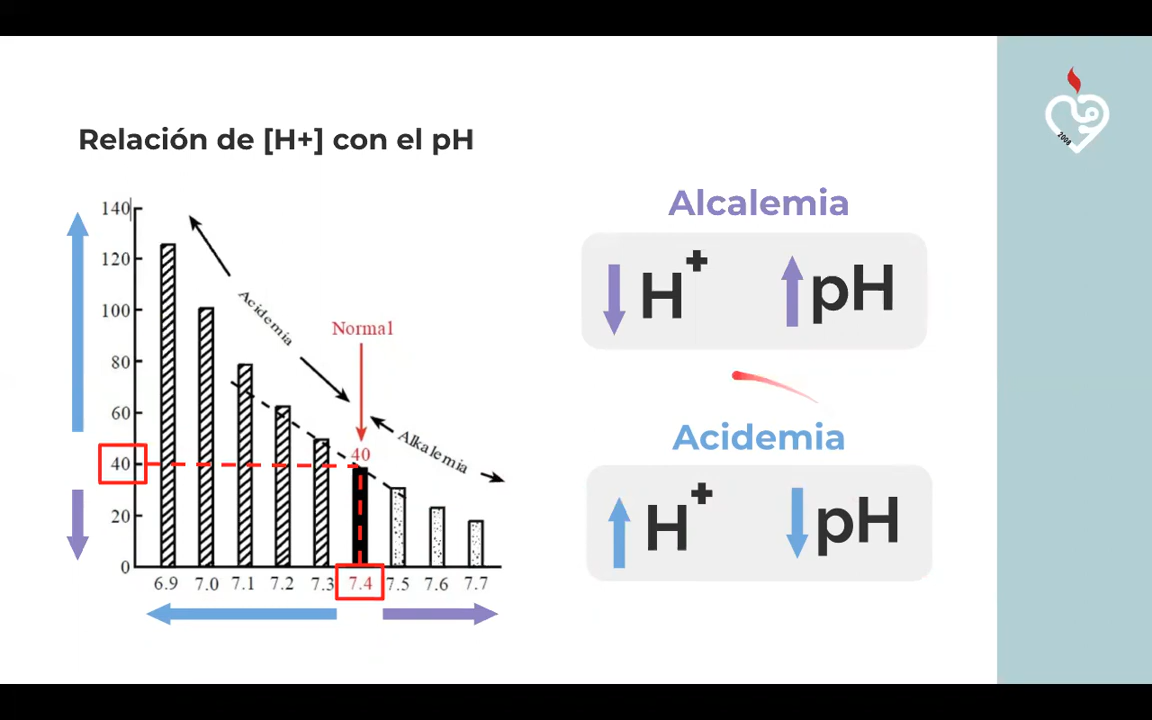 Relación de [H+] con el pH
140
120
100
80
60
40
20
0
Acidemia
Normal
40
Alkalemia
6.9 7.0 7.1 7.2 7.3 7.4 7.5 7.6 7.7
Alcalemia
H+ pH
Acidemia
H+ pH
2008